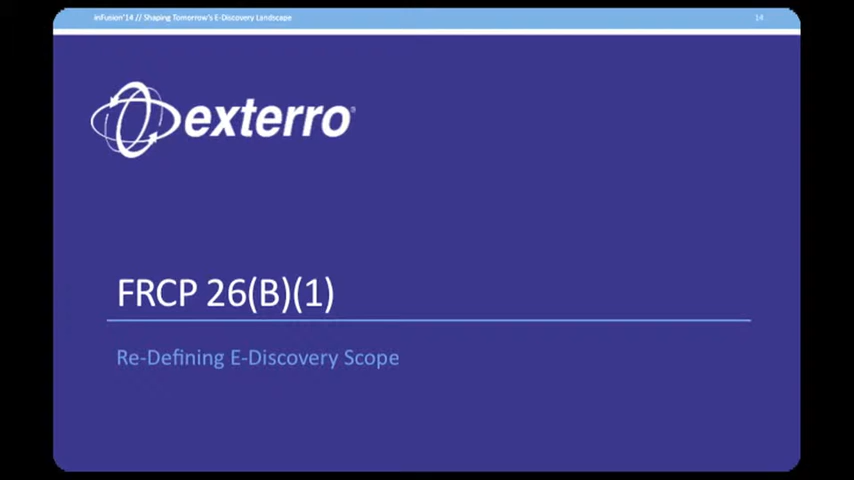 inFusion'14 // Shaping Tomorrow's E-Discovery Landscape
14
exterro®
FRCP 26(B)(1)
Re-Defining E-Discovery Scope